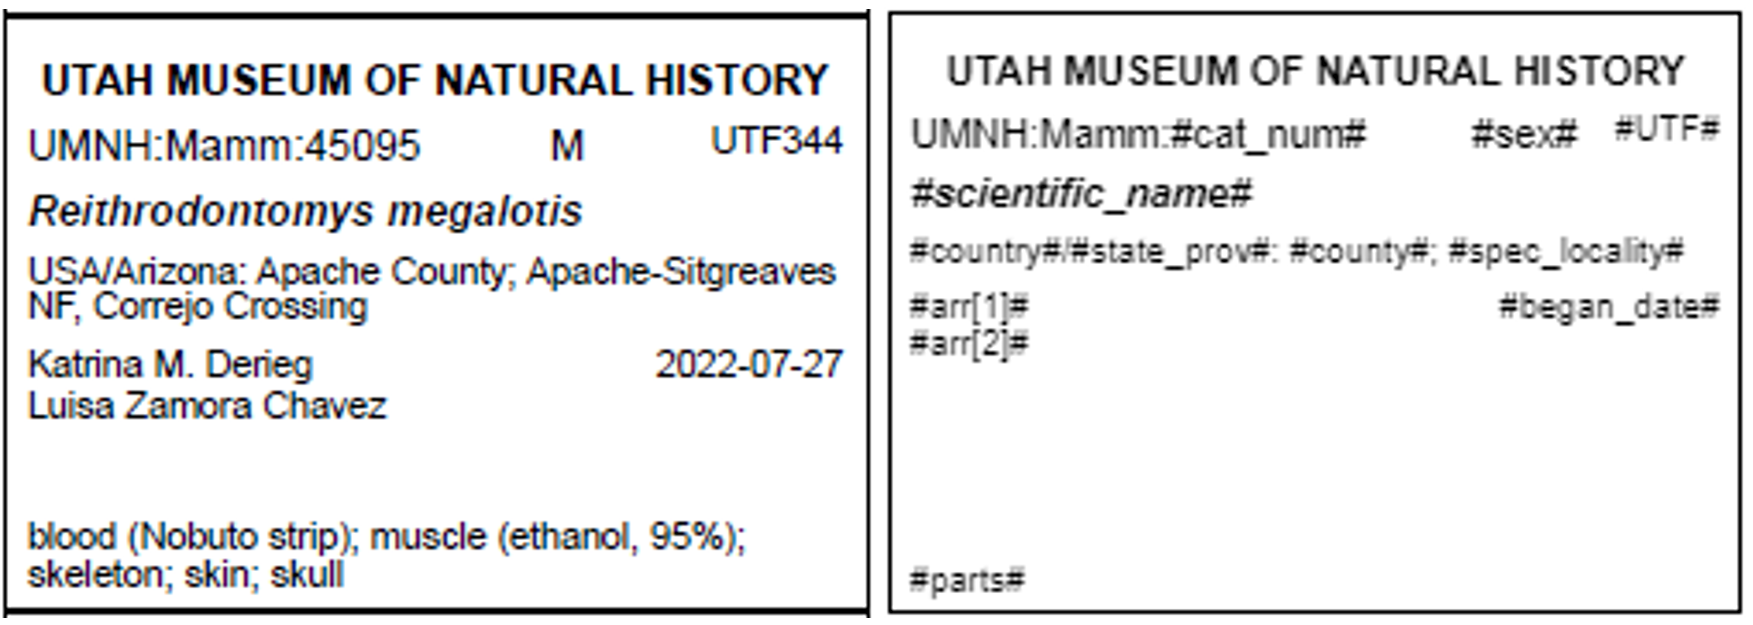 UTAH MUSEUM OF NATURAL HISTORY
UMNH:Mamm:45095 M UTF344
Reithrodontomys megalotis
USA/Arizona: Apache County; Apache-Sitgreaves
NF, Correjo Crossing
Katrina M. Derieg 2022-07-27
Luisa Zamora Chavez
blood (Nobuto strip); muscle (ethanol, 95%);
skeleton; skin; skull
UTAH MUSEUM OF NATURAL HISTORY
UMNH:Mamm:#cat_num# #sex# #UTF#
#scientific_name#
#country#/#state_prov#: #county#; #spec_locality#
#arr[1]# #began_date#
#arr[2]#
#parts#